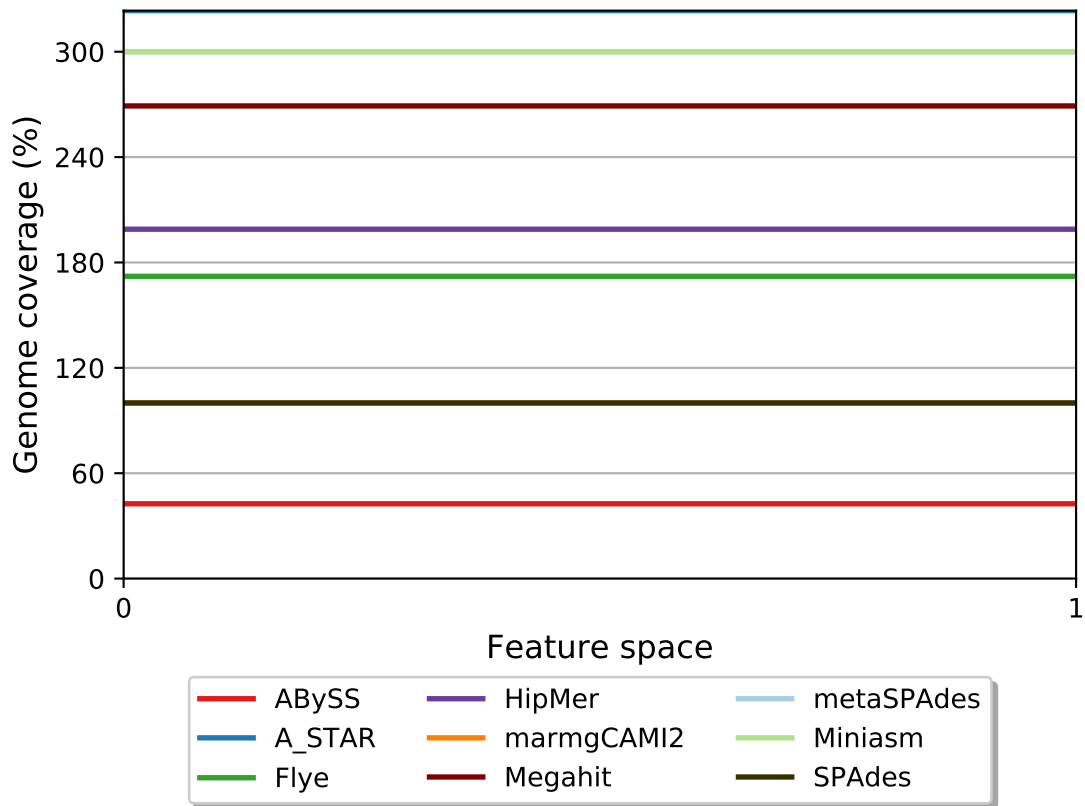 Genome coverage (%)
300
240
180
120
60
0
0 1
Feature space
ABySS HipMer metaSPAdes
A_STAR marmgCAMI2 Miniasm
Flye Megahit SPAdes